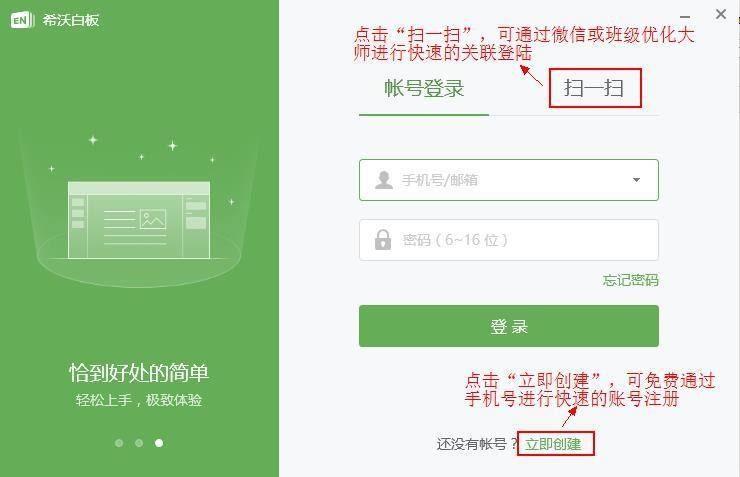 EN 希沃白板
点击“扫一扫”，可通过微信或班级优化大
师进行快速的关联登陆
帐号登录 扫一扫
手机号/邮箱
密码（6~16 位）
忘记密码
登录
恰到好处的简单
轻松上手，极致体验
点击“立即创建”，可免费通过
手机号进行快速的账号注册
还没有帐号？立即创建